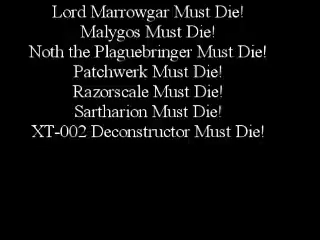 Lord Marrowgar Must Die!
Malygos Must Die!
Noth the Plaguebringer Must Die!
Patchwerk Must Die!
Razorscale Must Die!
Sartharion Must Die!
XT-002 Deconstructor Must Die!